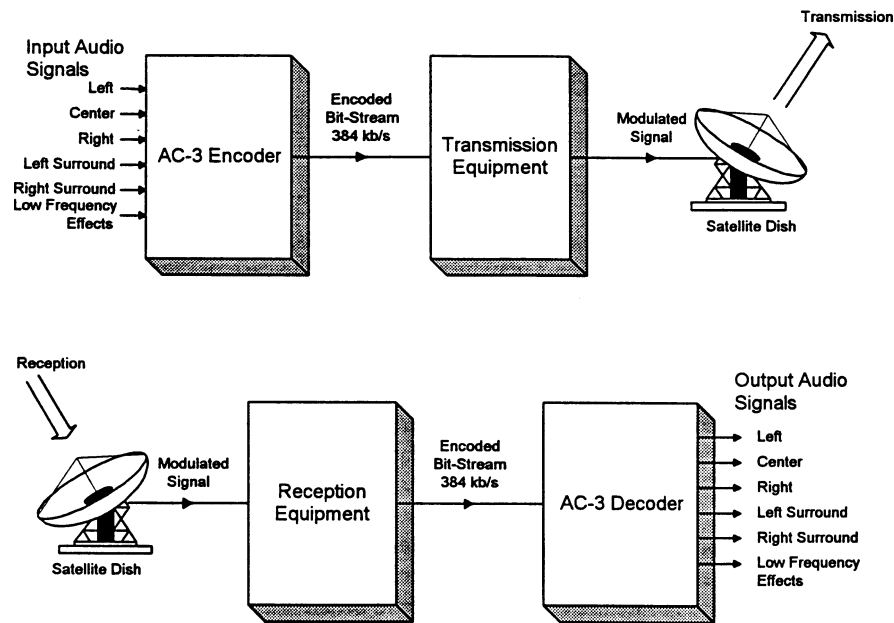 Transmission
Input Audio
Signals
Left
Center
Right
Left Surround
Right Surround
Low Frequency
Effects
AC-3 Encoder
Encoded
Bit-Stream
384 kb/s
Transmission
Equipment
Modulated
Signal
Satellite Dish
Reception
Satellite Dish
Modulated
Signal
Reception
Equipment
Encoded
Bit-Stream
384 kb/s
AC-3 Decoder
Output Audio
Signals
Left
Center
Right
Left Surround
Right Surround
Low Frequency
Effects